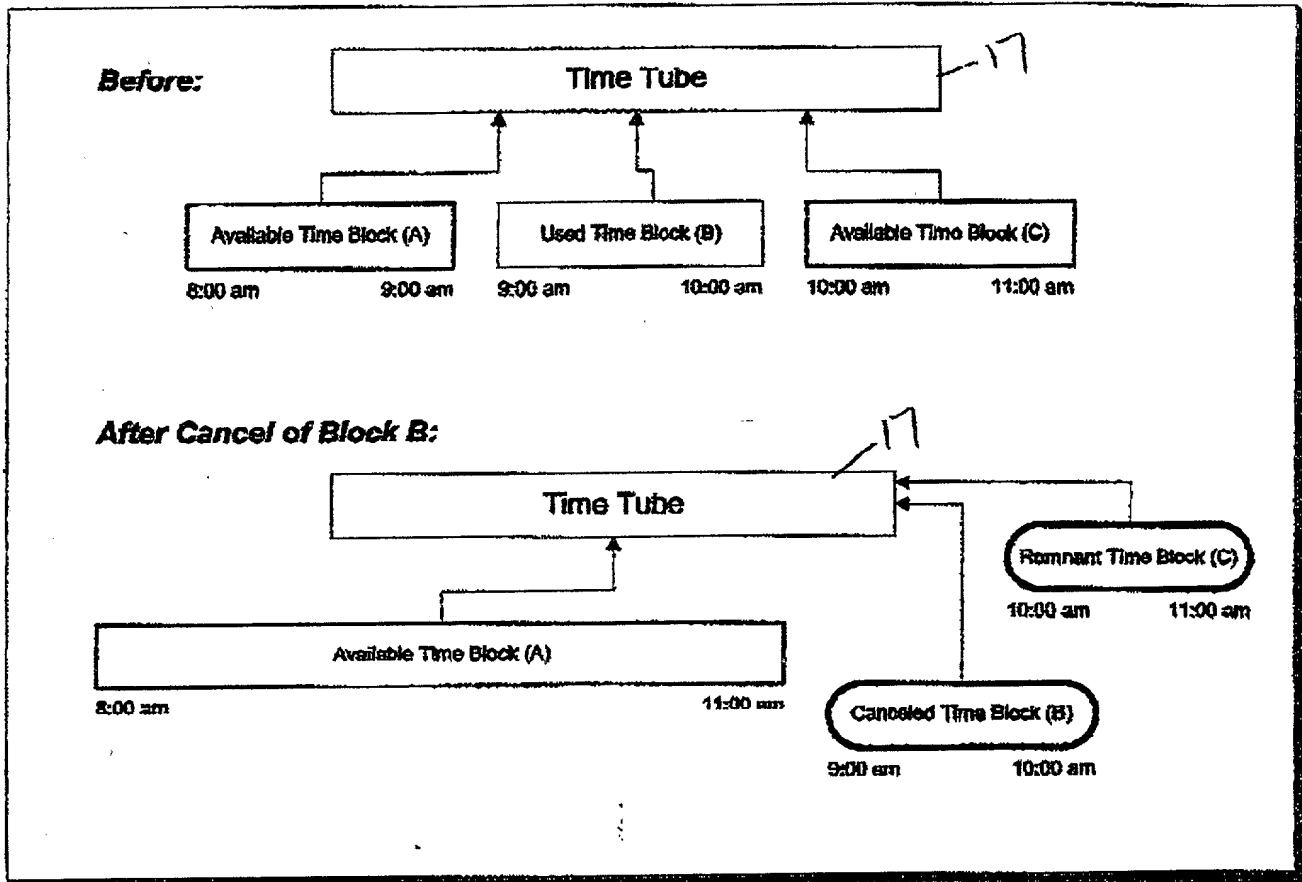 Before:
Time Tube
17
Available Time Block (A)
Used Time Block (B)
Available Time Block (C)
8:00 am 9:00 am
9:00 am 10:00 am
10:00 am 11:00 am
After Cancel of Block B:
17
Time Tube
Remnant Time Block (C)
10:00 am 11:00 am
Available Time Block (A)
8:00 am 11:00 am
Canceled Time Block (B)
9:00 am 10:00 am